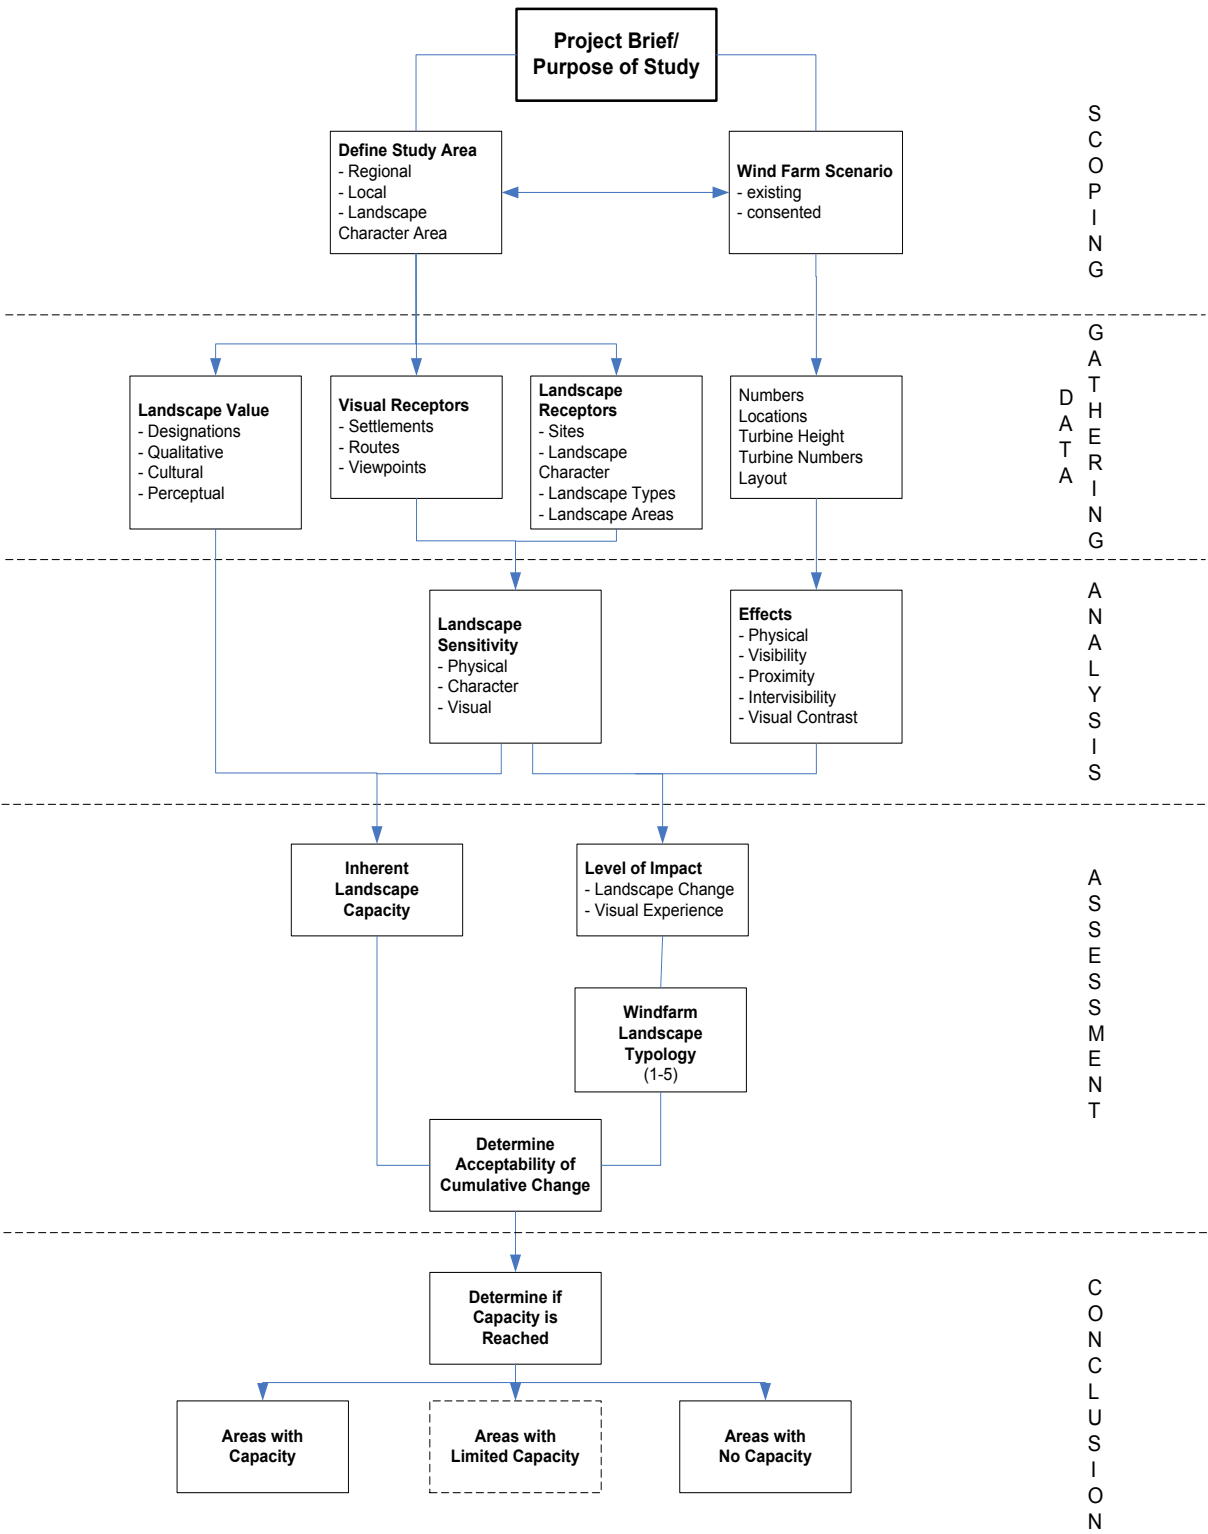 Project Brief/
Purpose of Study
SCOPING
Define Study Area
- Regional
- Local
- Landscape
Character Area
Wind Farm Scenario
- existing
- consented
DATA
GATHERING
Landscape Value
- Designations
- Qualitative
- Cultural
- Perceptual
Visual Receptors
- Settlements
- Routes
- Viewpoints
Landscape
Receptors
- Sites
- Landscape
Character
- Landscape Types
- Landscape Areas
Numbers
Locations
Turbine Height
Turbine Numbers
Layout
ANALYSIS
Landscape
Sensitivity
- Physical
- Character
- Visual
Effects
- Physical
- Visibility
- Proximity
- Intervisibility
- Visual Contrast
ASSESSMENT
Inherent
Landscape
Capacity
Level of Impact
- Landscape Change
- Visual Experience
Windfarm
Landscape
Typology
(1-5)
Determine
Acceptability of
Cumulative Change
CONCLUSION
Determine if
Capacity is
Reached
Areas with
Capacity
Areas with
Limited Capacity
Areas with
No Capacity